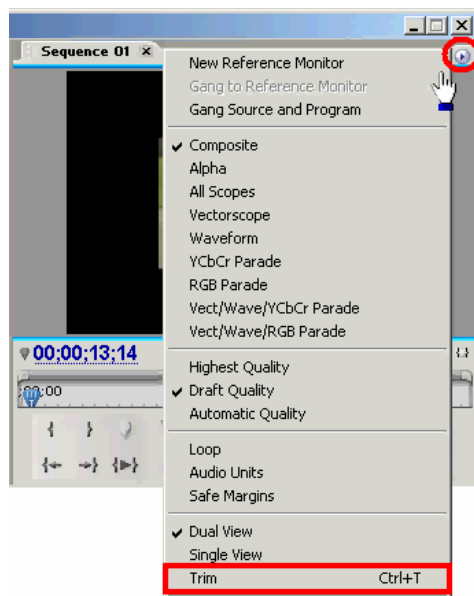 Sequence 01 x
New Reference Monitor
Gang to Reference Monitor
Gang Source and Program
Composite
Alpha
All Scopes
Vectorscope
Waveform
YCbCr Parade
RGB Parade
Vect/Wave/YCbCr Parade
Vect/Wave/RGB Parade
00;00;13;14
Highest Quality
Draft Quality
Automatic Quality
Loop
Audio Units
Safe Margins
Dual View
Single View
Trim Ctrl+T